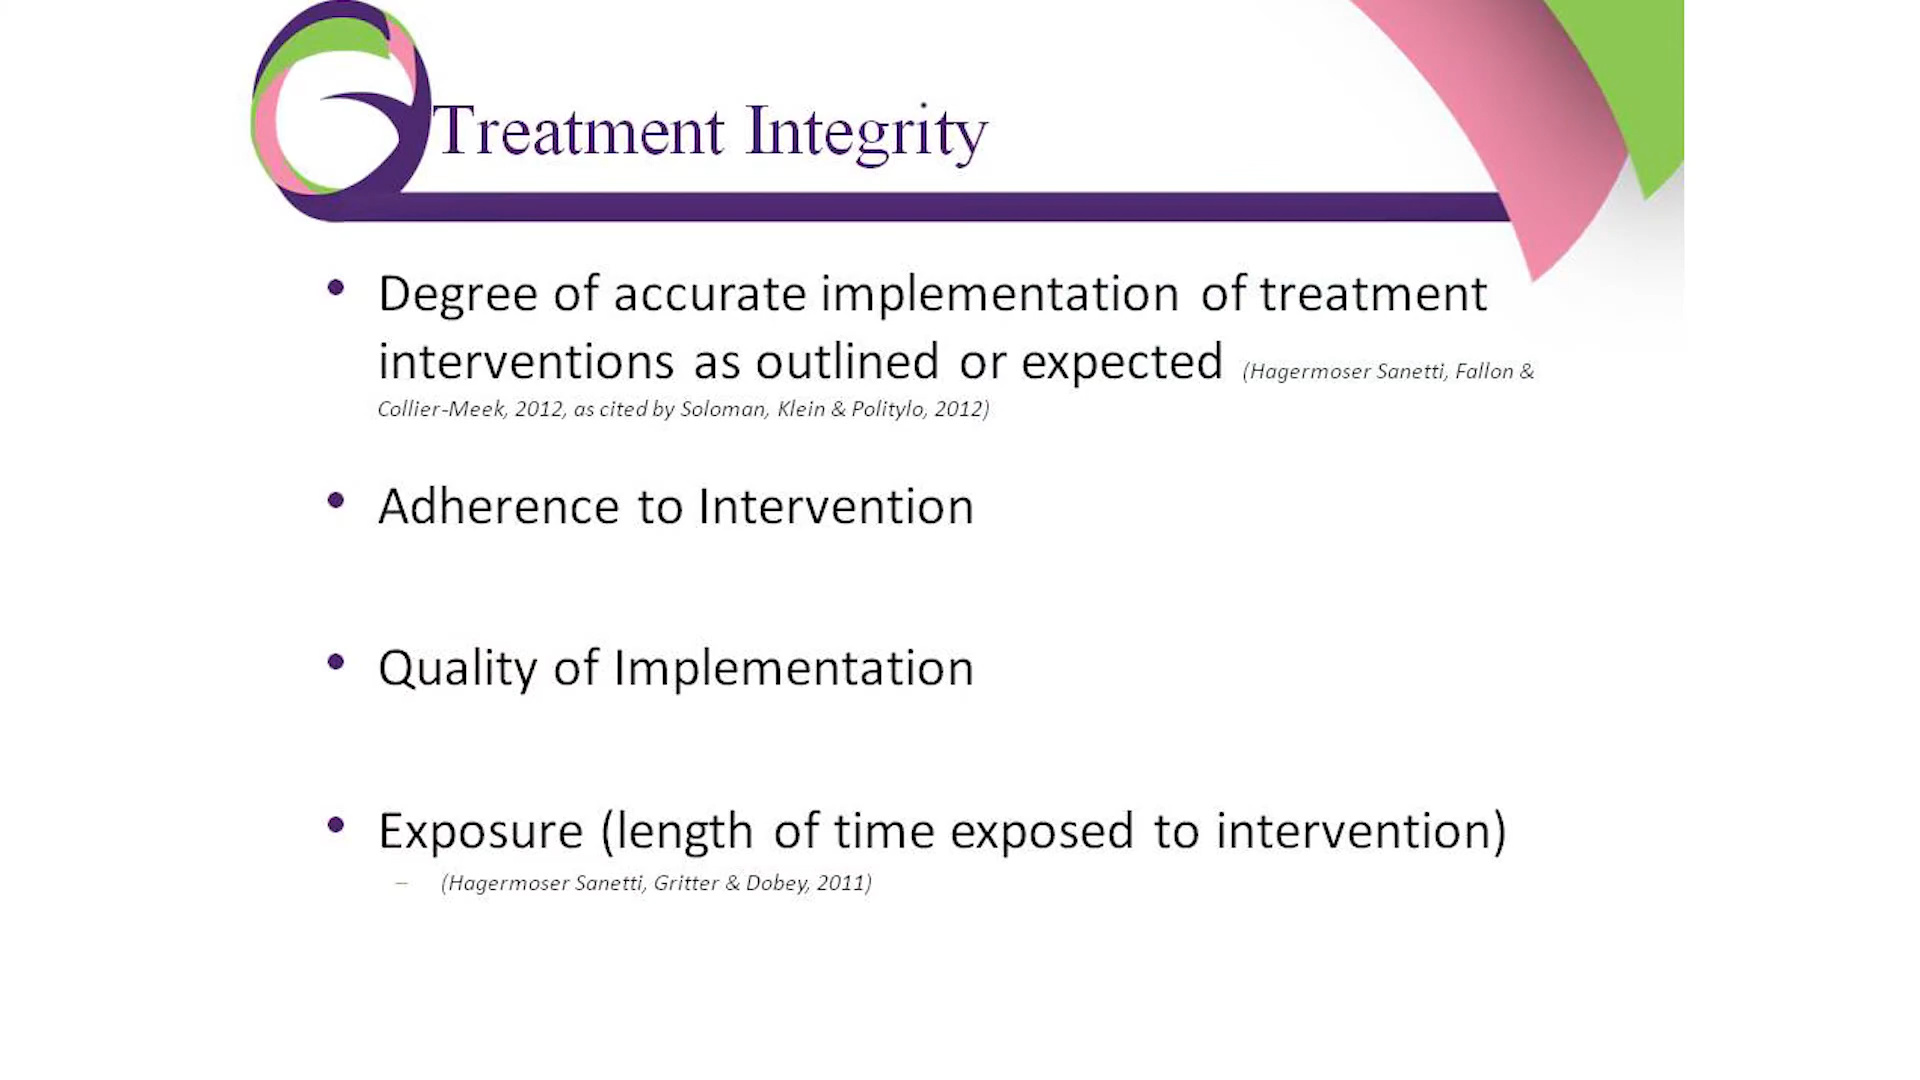 Treatment Integrity
• Degree of accurate implementation of treatment
interventions as outlined or expected (Hagermoser Sanetti, Fallon &
Collier-Meek, 2012, as cited by Soloman, Klein & Politylo, 2012)
• Adherence to Intervention
• Quality of Implementation
• Exposure (length of time exposed to intervention)
– (Hagermoser Sanetti, Gritter & Dobey, 2011)